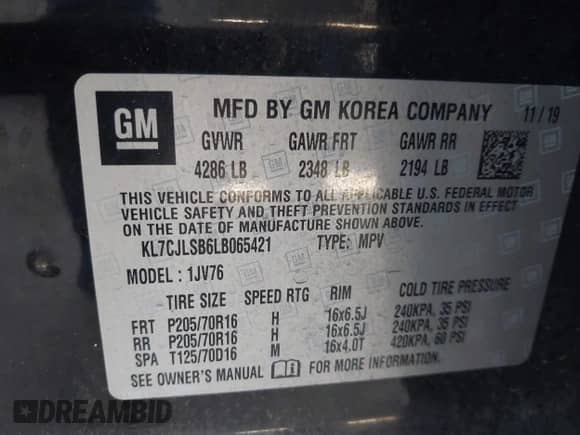 GM
MFD BY GM KOREA COMPANY 11/19
GVWR GAWR FRT GAWR RR
4286 LB 2348 LB 2194 LB
THIS VEHICLE CONFORMS TO ALL APPLICABLE U.S. FEDERAL MOTOR
VEHICLE SAFETY AND THEFT PREVENTION STANDARDS IN EFFECT
ON THE DATE OF MANUFACTURE SHOWN ABOVE.
KL7CJLSB6LB065421 TYPE: MPV
MODEL : 1JV76
TIRE SIZE SPEED RTG RIM COLD TIRE PRESSURE
FRT P205/70R16 H 16x6.5J 240KPA, 35 PSI
RR P205/70R16 H 16x6.5J 240KPA, 35 PSI
SPA T125/70D16 M 16x4.0T 420KPA, 60 PSI
SEE OWNER'S MANUAL FOR MORE INFORMATION.
DREAMBID